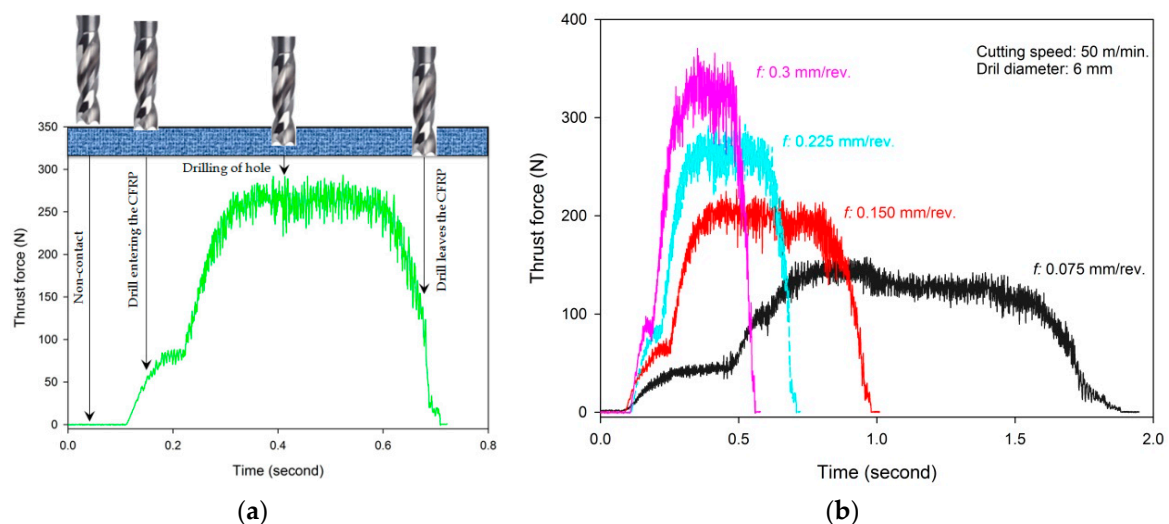 350
300
250
200
150
100
50
0
Thrust force (N)
Non-contact
Drill entering the CFRP
Drilling of hole
Drill leaves the CFRP
0.0 0.2 0.4 0.6 0.8
Time (second)
(a)
400
300
200
100
0
Thrust force (N)
Cutting speed: 50 m/min.
Dril diameter: 6 mm
f: 0.3 mm/rev.
f: 0.225 mm/rev.
f: 0.150 mm/rev.
f: 0.075 mm/rev.
0.0 0.5 1.0 1.5 2.0
Time (second)
(b)